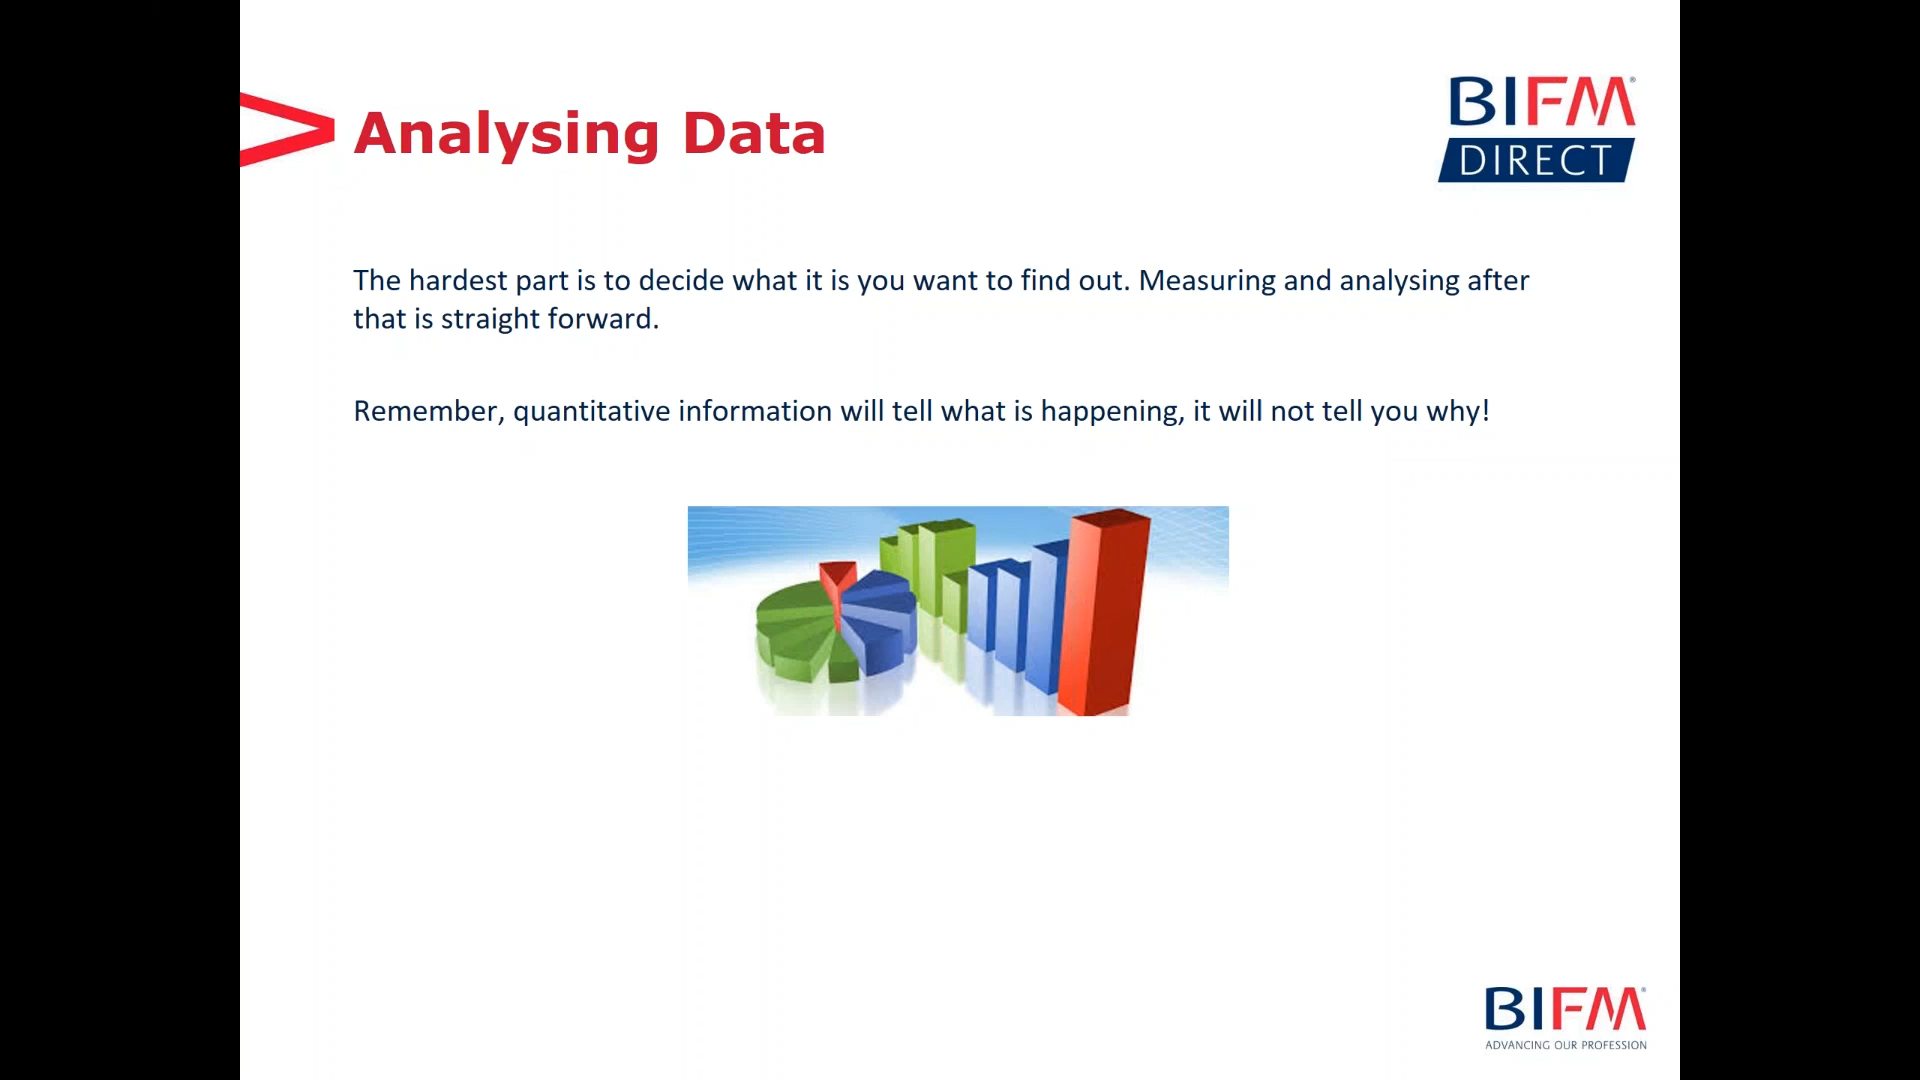 Analysing Data
BIFM
DIRECT
The hardest part is to decide what it is you want to find out. Measuring and analysing after
that is straight forward.
Remember, quantitative information will tell what is happening, it will not tell you why!
BIFM
ADVANCING OUR PROFESSION